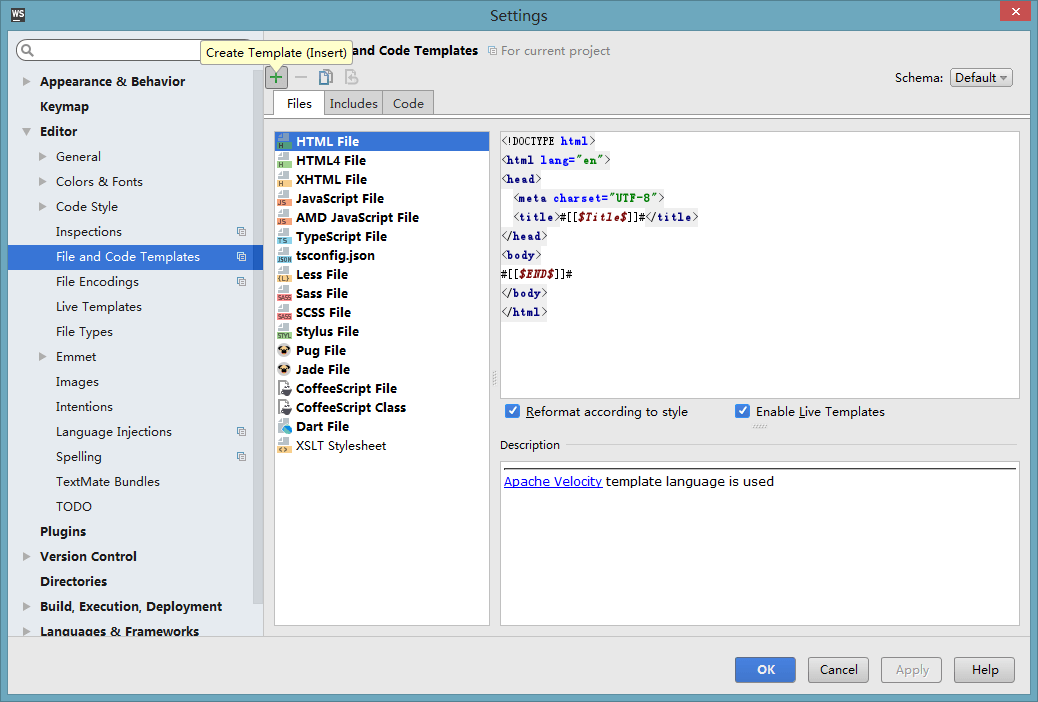 WS
Settings
Create Template (Insert)
and Code Templates
For current project
Schema: Default
Files Includes Code
Appearance & Behavior
Keymap
Editor
General
Colors & Fonts
Code Style
Inspections
File and Code Templates
File Encodings
Live Templates
File Types
Emmet
Images
Intentions
Language Injections
Spelling
TextMate Bundles
TODO
Plugins
Version Control
Directories
Build, Execution, Deployment
Languages & Frameworks
HTML File
HTML4 File
XHTML File
JavaScript File
AMD JavaScript File
TypeScript File
tsconfig.json
Less File
Sass File
SCSS File
Stylus File
Pug File
Jade File
CoffeeScript File
CoffeeScript Class
Dart File
XSLT Stylesheet
<!DOCTYPE html>
<html lang="en">
<head>
<meta charset="UTF-8">
<title>#[[$Title$]]#</title>
</head>
<body>
#[[$END$]]#
</body>
</html>
Reformat according to style
Enable Live Templates
Description
Apache Velocity template language is used
OK Cancel Apply Help